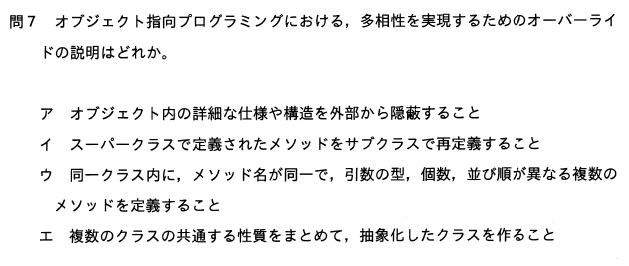 問7 オブジェクト指向プログラミングにおける，多相性を実現するためのオーバーライ
ドの説明はどれか。
ア オブジェクト内の詳細な仕様や構造を外部から隠蔽すること
イ スーパークラスで定義されたメソッドをサブクラスで再定義すること
ウ 同一クラス内に，メソッド名が同一で，引数の型，個数，並び順が異なる複数の
メソッドを定義すること
エ 複数のクラスの共通する性質をまとめて，抽象化したクラスを作ること